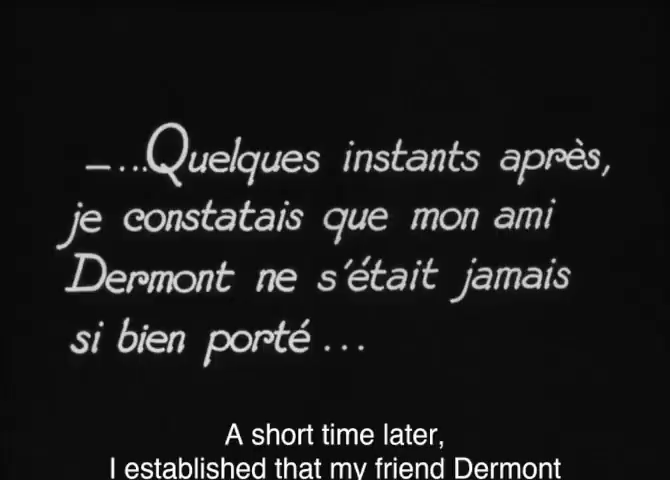 –...Quelques instants après,
je constatais que mon ami
Dermont ne s'était jamais
si bien porté...
A short time later,
I established that my friend Dermont